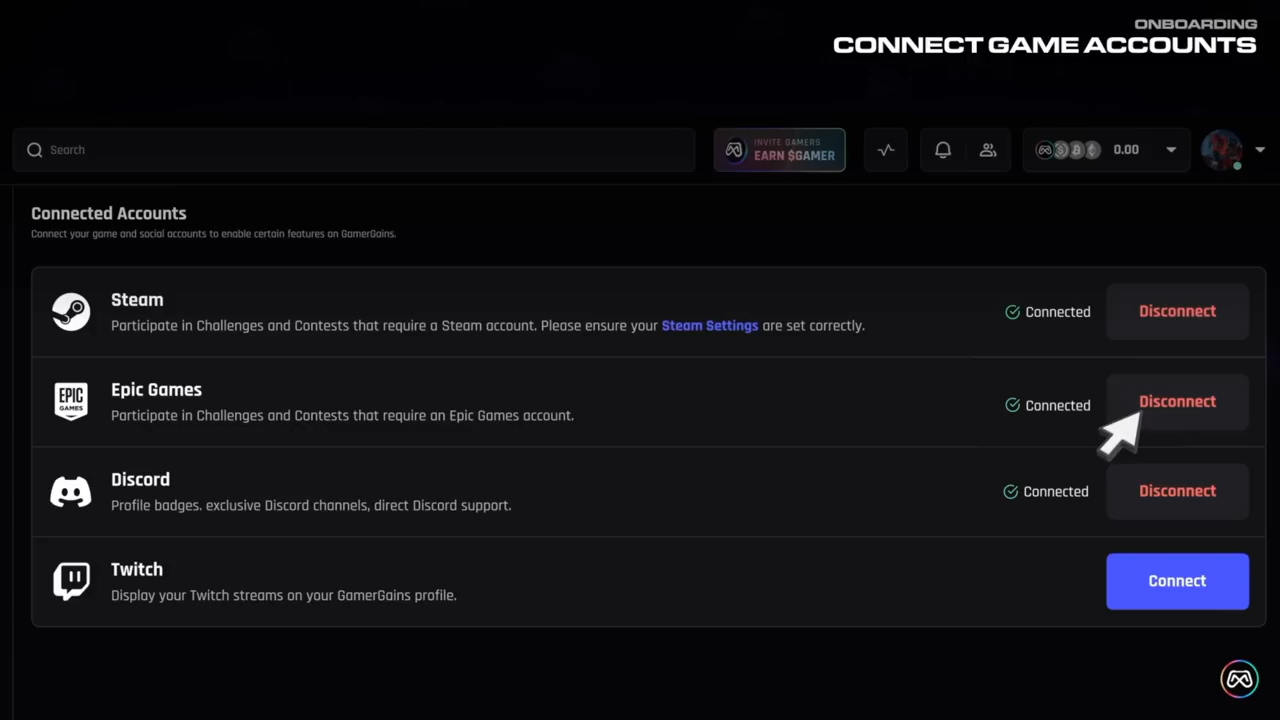 ONBOARDING
CONNECT GAME ACCOUNTS
Search
INVITE GAMERS
EARN $GAMER
0.00
Connected Accounts
Connect your game and social accounts to enable certain features on GamerGains.
Steam
Participate in Challenges and Contests that require a Steam account. Please ensure your Steam Settings are set correctly.
Connected
Disconnect
EPIC
GAMES
Epic Games
Participate in Challenges and Contests that require an Epic Games account.
Connected
Disconnect
Discord
Profile badges. exclusive Discord channels, direct Discord support.
Connected
Disconnect
Twitch
Display your Twitch streams on your GamerGains profile.
Connect